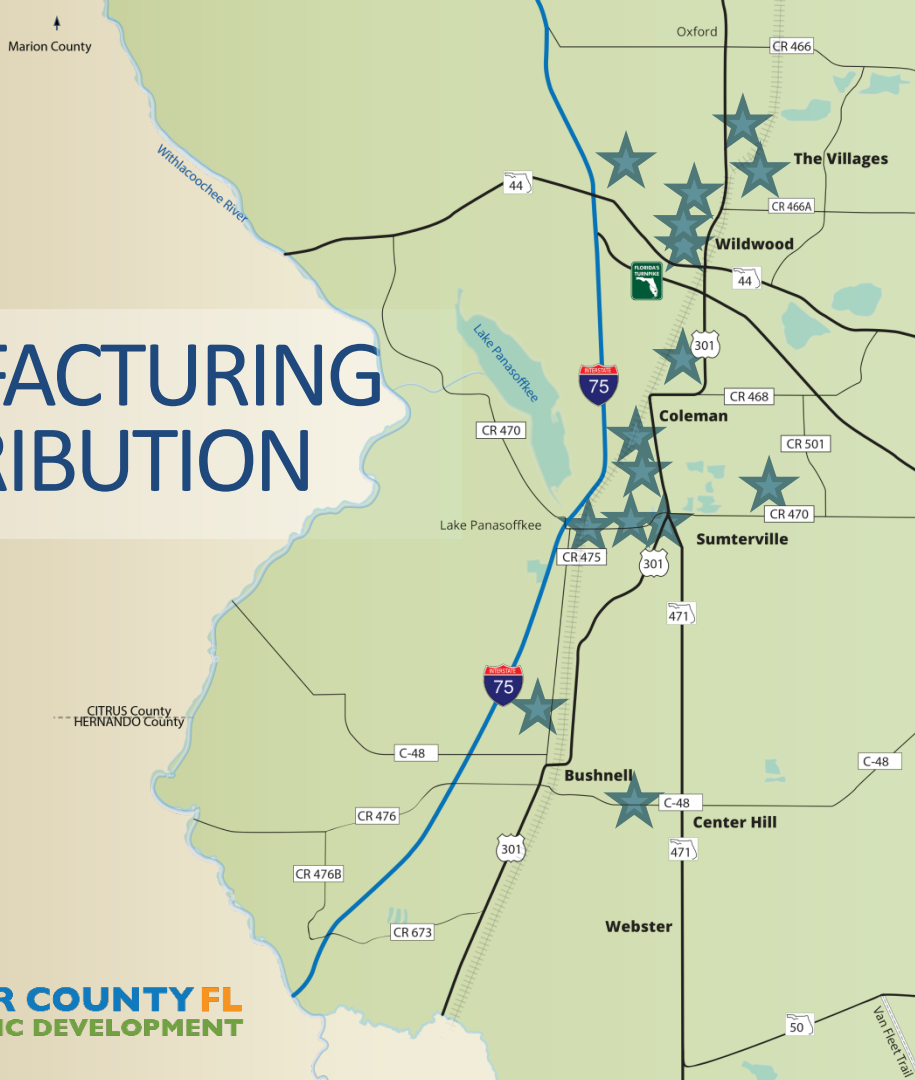 Marion County
Oxford
CR 466
The Villages
Withlacoochee River
44
CR 466A
Wildwood
FLORIDA'S
TURNPIKE
44
301
Lake Panasoffkee
FACTURING
INTERSTATE
75
CR 468
Coleman
CR 470
CR 501
RIBUTION
CR 470
Lake Panasoffkee
Sumterville
CR 475
301
471
INTERSTATE
75
CITRUS County
HERNANDO County
C-48
C-48
Bushnell
C-48
CR 476
Center Hill
301
471
CR 476B
Webster
CR 673
R COUNTY FL
IC DEVELOPMENT
50
Van Fleet Trail